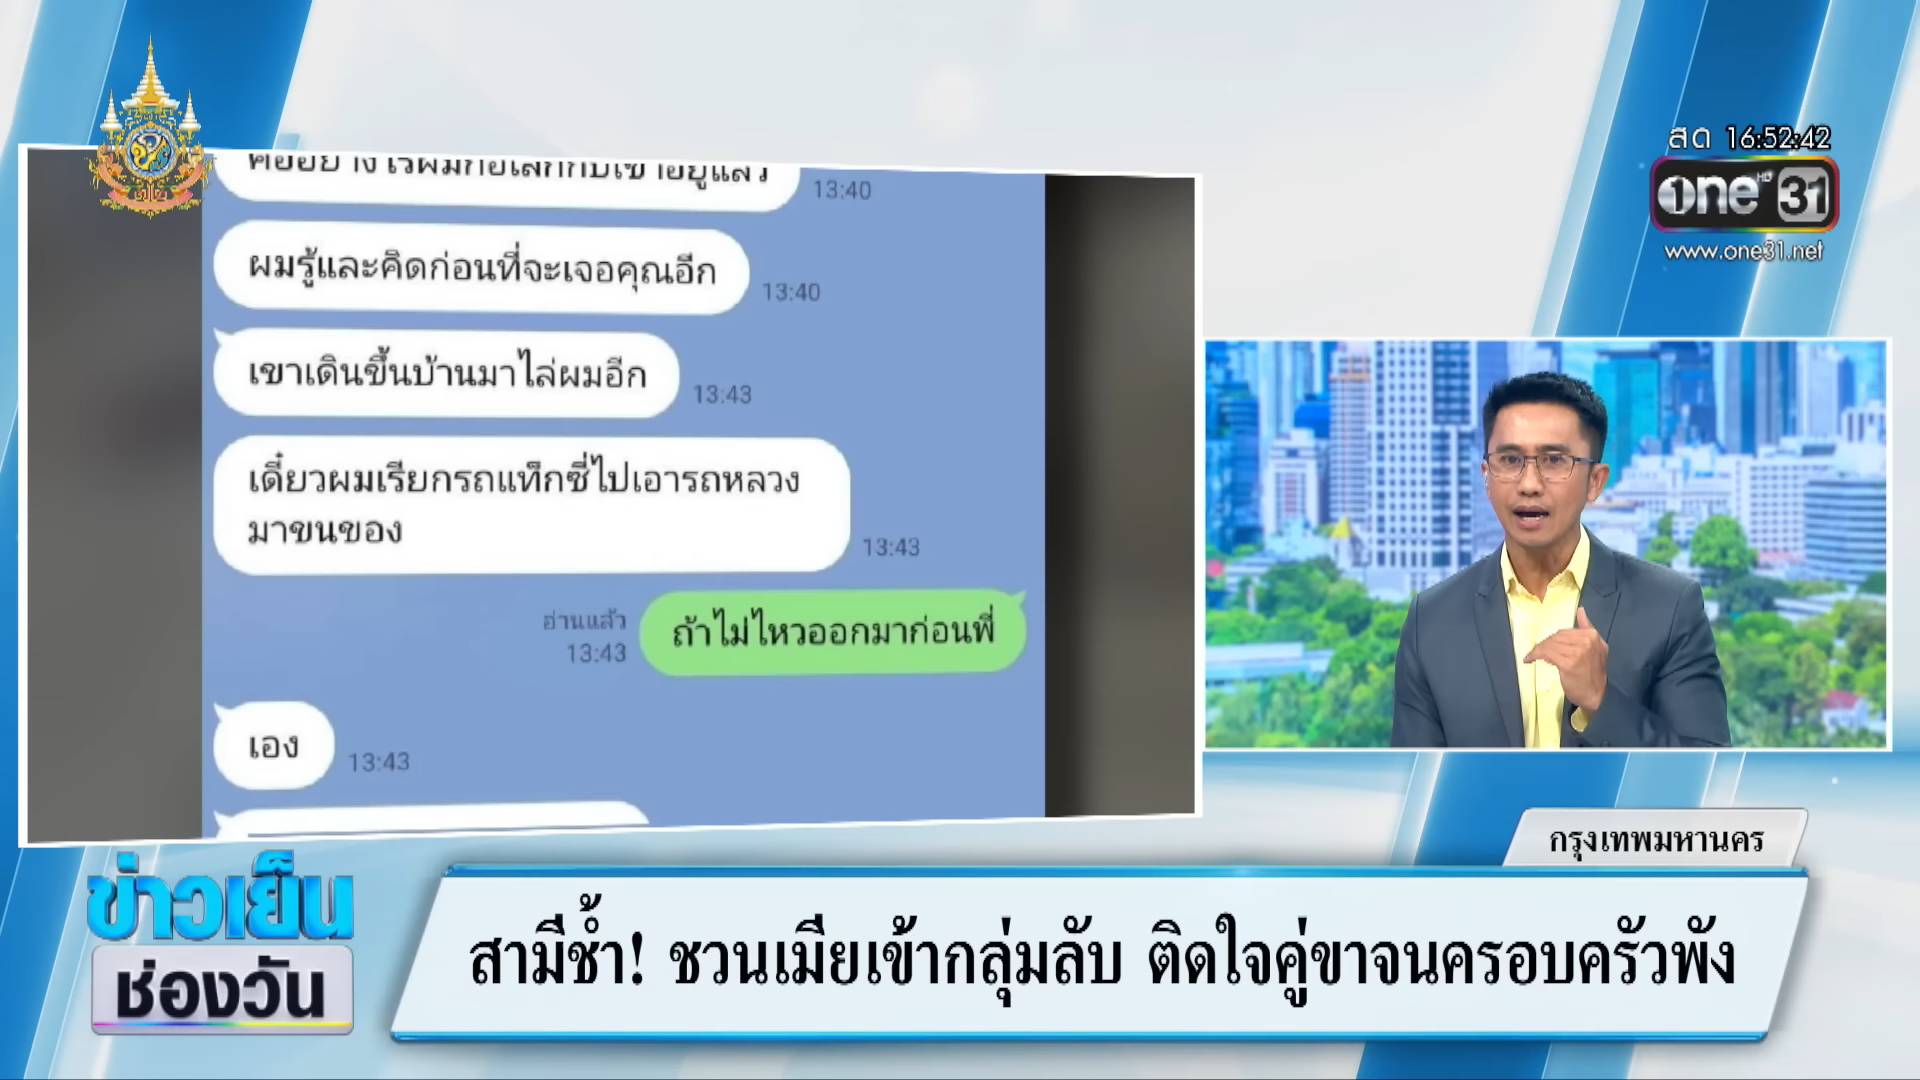 สด 16:52:42
one HD 31
www.one31.net
13:40
ผมรู้และคิดก่อนที่จะเจอคุณอีก
13:40
เขาเดินขึ้นบ้านมาไล่ผมอีก
13:43
เดี๋ยวผมเรียกรถแท็กซี่ไปเอารถหลวง
มาขนของ
13:43
อ่านแล้ว
13:43
ถ้าไม่ไหวออกมาก่อนพี่
เอง
13:43
กรุงเทพมหานคร
ข่าวเย็น
ช่องวัน
สามีช้ำ! ชวนเมียเข้ากลุ่มลับ ติดใจคู่ขาจนครอบครัวพัง